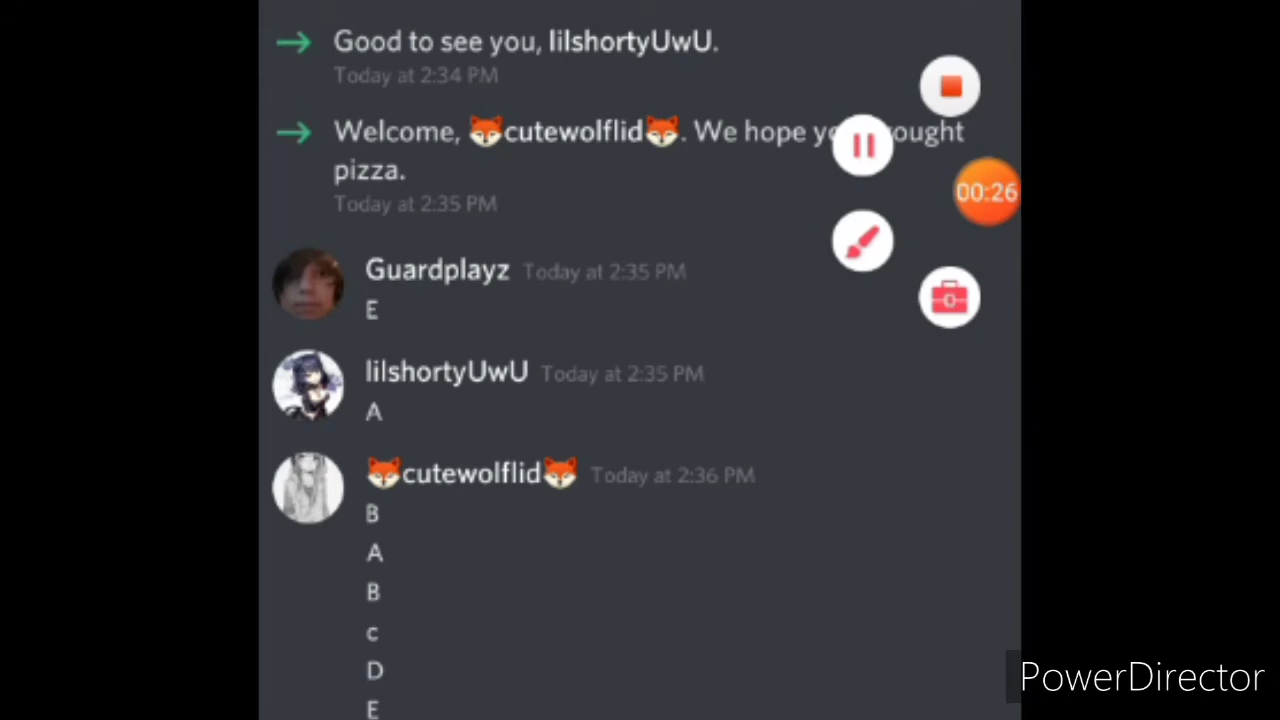 Good to see you, lilshortyUwU.
Today at 2:34 PM
Welcome, 🦊cutewolflid🦊. We hope ought
pizza.
Today at 2:35 PM
00:26
Guardplayz Today at 2:35 PM
E
lilshortyUwU Today at 2:35 PM
A
🦊cutewolflid🦊 Today at 2:36 PM
B
A
B
c
D
E
PowerDirector